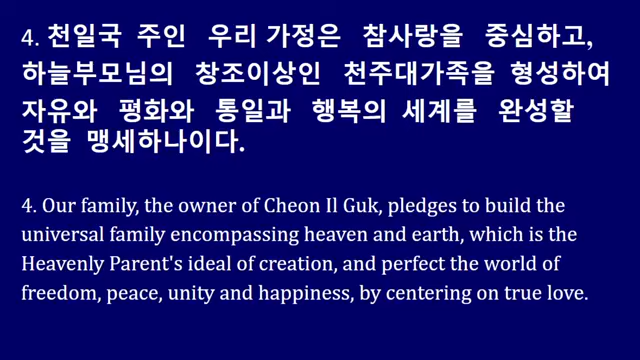 4. 천일국 주인 우리 가정은 참사랑을 중심하고,
하늘부모님의 창조이상인 천주대가족을 형성하여
자유와 평화와 통일과 행복의 세계를 완성할
것을 맹세하나이다.
4. Our family, the owner of Cheon Il Guk, pledges to build the
universal family encompassing heaven and earth, which is the
Heavenly Parent's ideal of creation, and perfect the world of
freedom, peace, unity and happiness, by centering on true love.